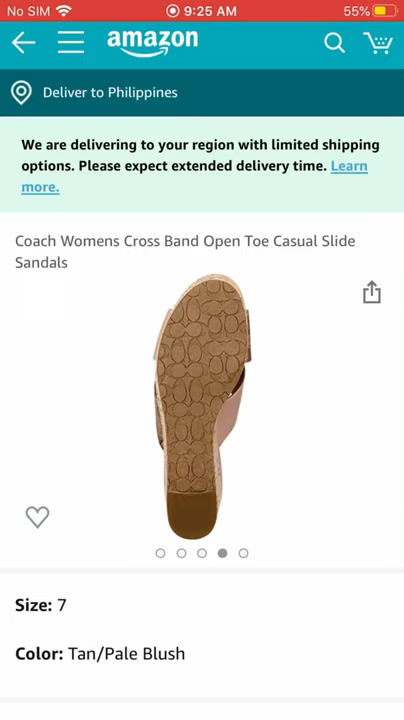 No SIM 9:25 AM 55%
amazon
Deliver to Philippines
We are delivering to your region with limited shipping
options. Please expect extended delivery time. Learn
more.
Coach Womens Cross Band Open Toe Casual Slide
Sandals
Size: 7
Color: Tan/Pale Blush